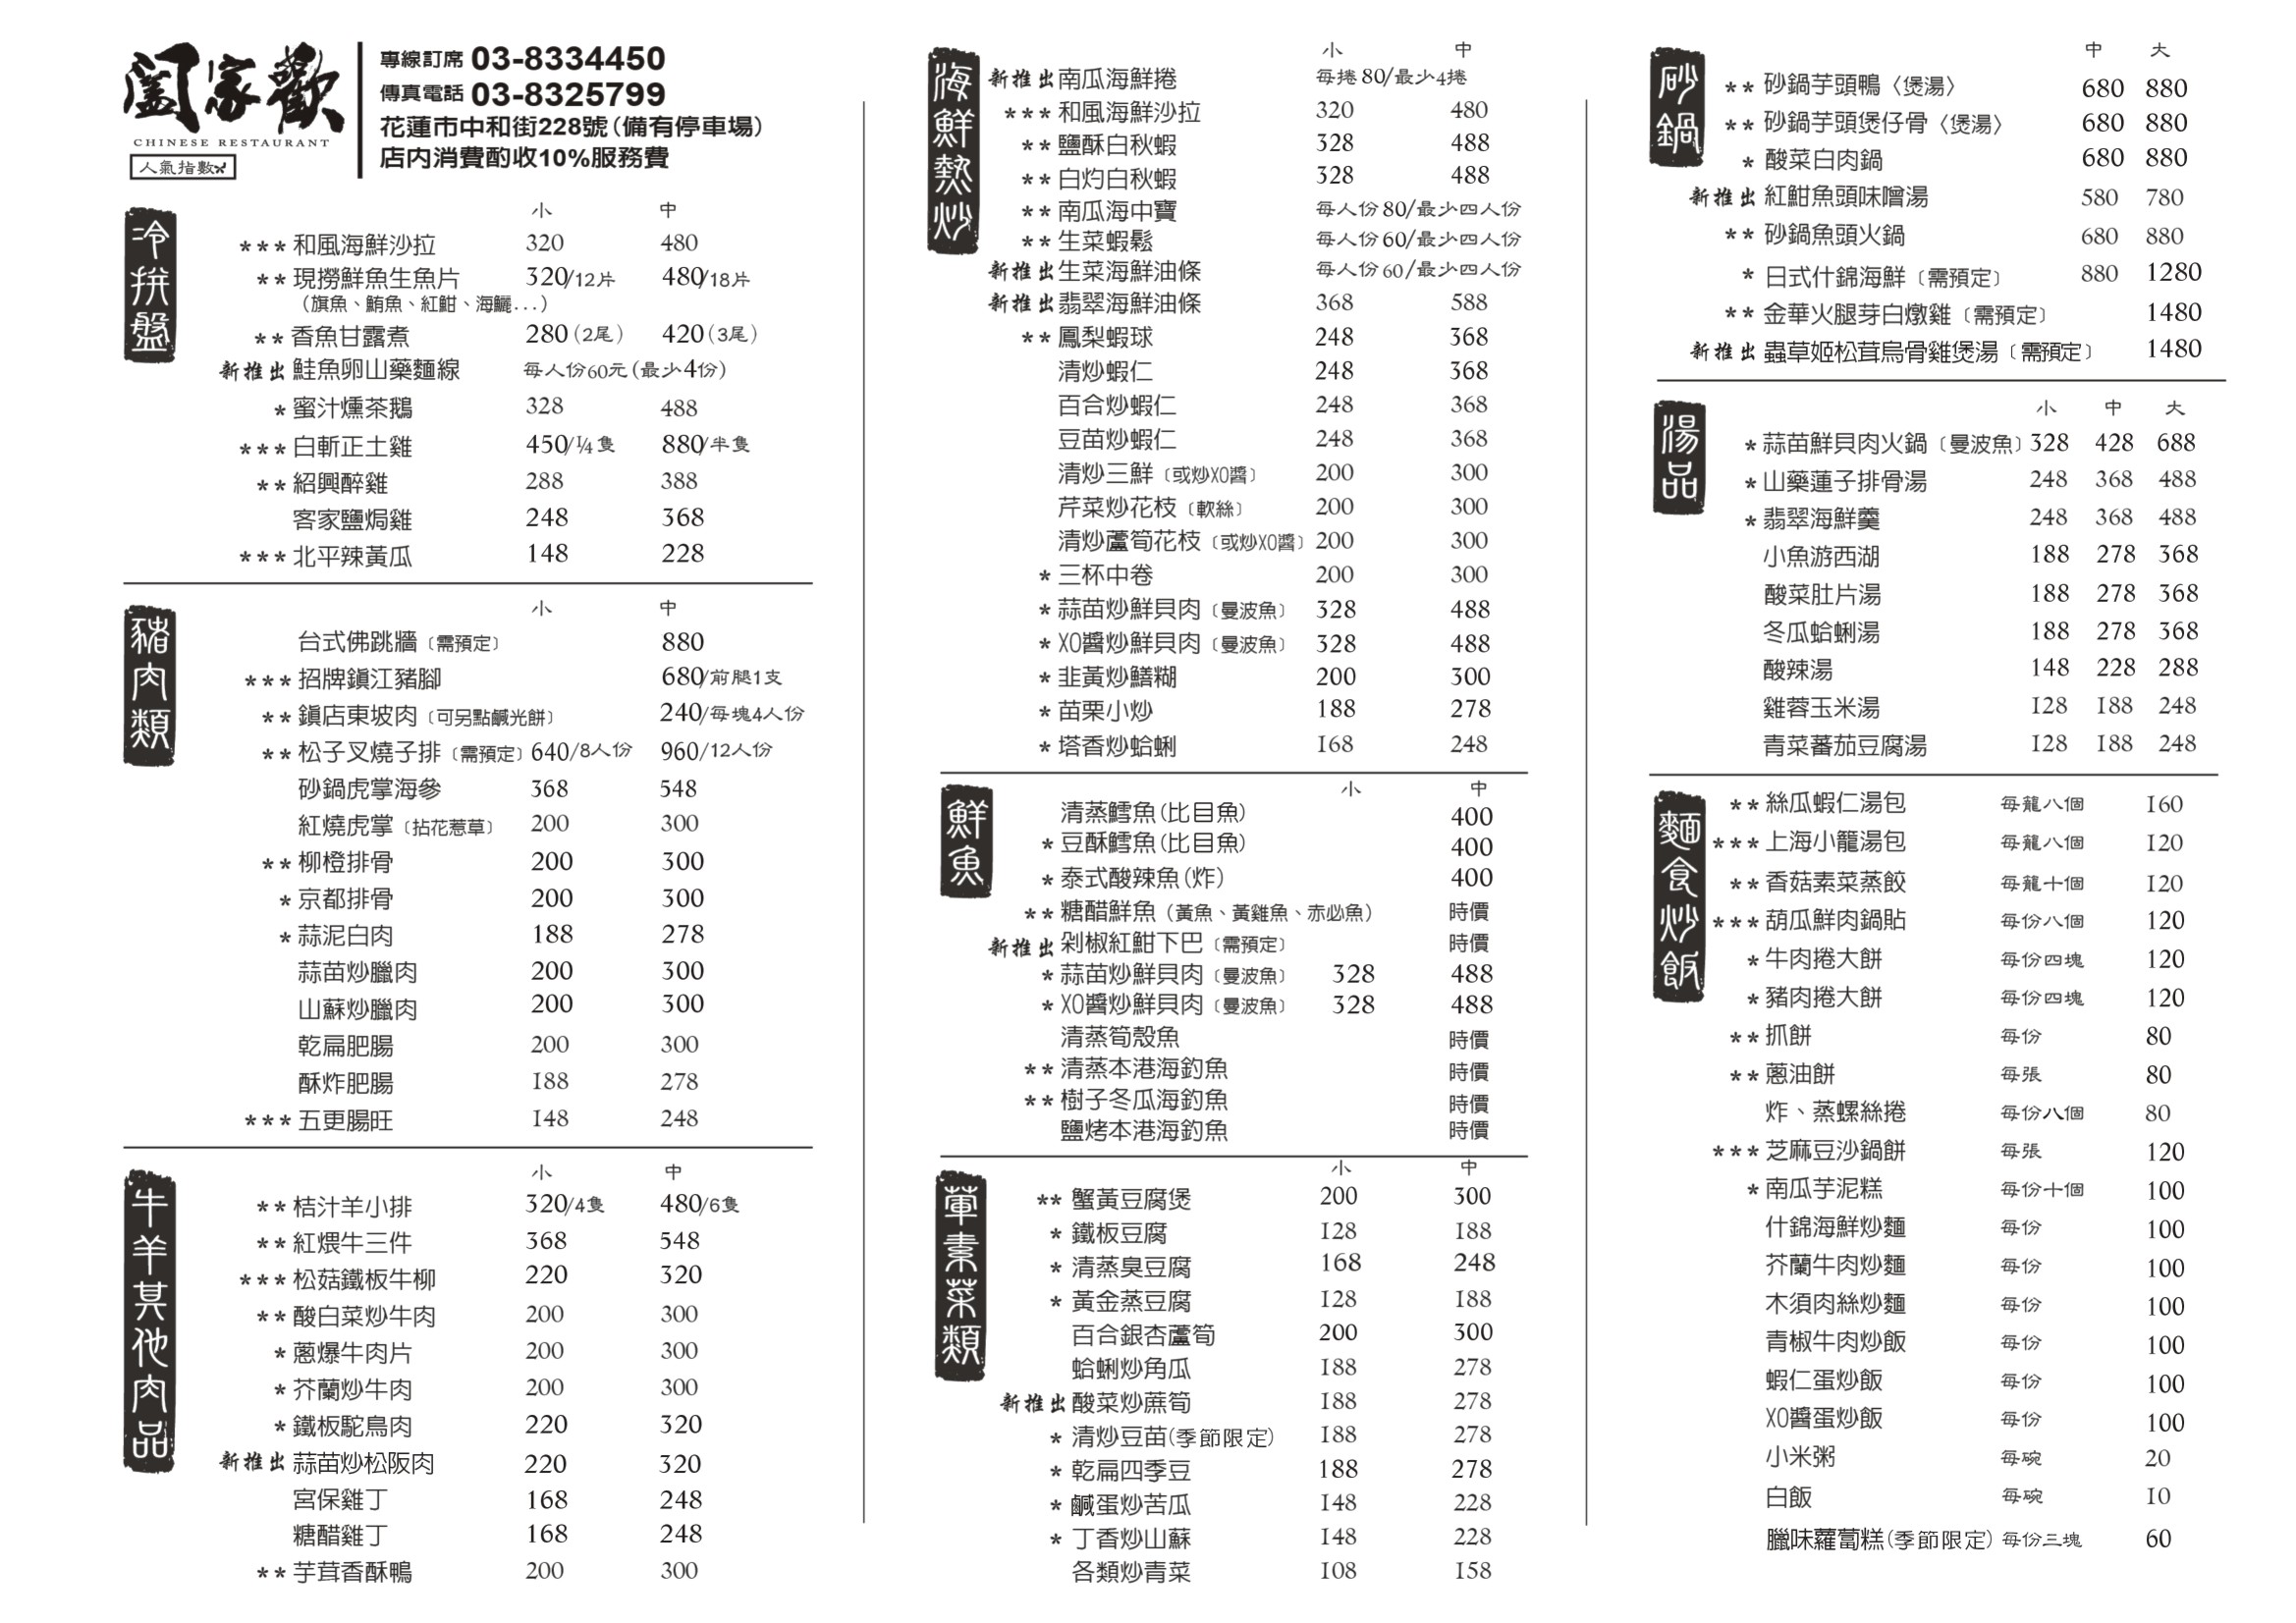 闔家歡
CHINESE RESTAURANT
人氣指數*
專線訂席 03-8334450
傳真電話 03-8325799
花蓮市中和街228號(備有停車場)
店內消費酌收10%服務費
冷拼盤
小 中
*** 和風海鮮沙拉 320 480
** 現撈鮮魚生魚片 320/12片 480/18片
(旗魚、鮪魚、紅魽、海鱺...)
** 香魚甘露煮 280(2尾) 420(3尾)
新推出 鮭魚卵山藥麵線 每人份60元(最少4份)
* 蜜汁燻茶鵝 328 488
*** 白斬正土雞 450/¼隻 880/半隻
** 紹興醉雞 288 388
客家鹽焗雞 248 368
*** 北平辣黃瓜 148 228
豬肉類
小 中
台式佛跳牆〔需預定〕 880
*** 招牌鎮江豬腳 680/前腿1支
** 鎮店東坡肉〔可另點鹹光餅〕 240/每塊4人份
** 松子叉燒子排〔需預定〕 640/8人份 960/12人份
砂鍋虎掌海參 368 548
紅燒虎掌〔拈花惹草〕 200 300
** 柳橙排骨 200 300
* 京都排骨 200 300
* 蒜泥白肉 188 278
蒜苗炒臘肉 200 300
山蘇炒臘肉 200 300
乾扁肥腸 200 300
酥炸肥腸 188 278
*** 五更腸旺 148 248
牛羊其他肉品
小 中
** 桔汁羊小排 320/4隻 480/6隻
** 紅煨牛三件 368 548
*** 松菇鐵板牛柳 220 320
** 酸白菜炒牛肉 200 300
* 蔥爆牛肉片 200 300
* 芥蘭炒牛肉 200 300
* 鐵板駝鳥肉 220 320
新推出 蒜苗炒松阪肉 220 320
宮保雞丁 168 248
糖醋雞丁 168 248
** 芋茸香酥鴨 200 300
海鮮熱炒
小 中
新推出 南瓜海鮮捲 每捲80/最少4捲
*** 和風海鮮沙拉 320 480
** 鹽酥白秋蝦 328 488
** 白灼白秋蝦 328 488
** 南瓜海中寶 每人份80/最少四人份
** 生菜蝦鬆 每人份60/最少四人份
新推出 生菜海鮮油條 每人份60/最少四人份
新推出 翡翠海鮮油條 368 588
** 鳳梨蝦球 248 368
清炒蝦仁 248 368
百合炒蝦仁 248 368
豆苗炒蝦仁 248 368
清炒三鮮〔或炒XO醬〕 200 300
芹菜炒花枝〔軟絲〕 200 300
清炒蘆筍花枝〔或炒XO醬〕 200 300
* 三杯中卷 200 300
* 蒜苗炒鮮貝肉〔曼波魚〕 328 488
* XO醬炒鮮貝肉〔曼波魚〕 328 488
* 韭黃炒鱔糊 200 300
* 苗栗小炒 188 278
* 塔香炒蛤蜊 168 248
鮮魚
小 中
清蒸鱈魚(比目魚) 400
* 豆酥鱈魚(比目魚) 400
* 泰式酸辣魚(炸) 400
** 糖醋鮮魚(黃魚、黃雞魚、赤必魚) 時價
新推出 剁椒紅魽下巴〔需預定〕 時價
* 蒜苗炒鮮貝肉〔曼波魚〕 328 488
* XO醬炒鮮貝肉〔曼波魚〕 328 488
清蒸筍殼魚 時價
** 清蒸本港海釣魚 時價
** 樹子冬瓜海釣魚 時價
鹽烤本港海釣魚 時價
葷素菜類
小 中
** 蟹黃豆腐煲 200 300
* 鐵板豆腐 128 188
* 清蒸臭豆腐 168 248
* 黃金蒸豆腐 128 188
百合銀杏蘆筍 200 300
蛤蜊炒角瓜 188 278
新推出 酸菜炒蔴筍 188 278
* 清炒豆苗(季節限定) 188 278
* 乾扁四季豆 188 278
* 鹹蛋炒苦瓜 148 228
* 丁香炒山蘇 148 228
各類炒青菜 108 158
砂鍋
中 大
** 砂鍋芋頭鴨〈煲湯〉 680 880
** 砂鍋芋頭煲仔骨〈煲湯〉 680 880
* 酸菜白肉鍋 680 880
新推出 紅魽魚頭味噌湯 580 780
** 砂鍋魚頭火鍋 680 880
* 日式什錦海鮮〔需預定〕 880 1280
** 金華火腿芽白燉雞〔需預定〕 1480
新推出 蟲草姬松茸烏骨雞煲湯〔需預定〕 1480
湯品
小 中 大
* 蒜苗鮮貝肉火鍋〔曼波魚〕 328 428 688
* 山藥蓮子排骨湯 248 368 488
* 翡翠海鮮羹 248 368 488
小魚游西湖 188 278 368
酸菜肚片湯 188 278 368
冬瓜蛤蜊湯 188 278 368
酸辣湯 148 228 288
雞蓉玉米湯 128 188 248
青菜蕃茄豆腐湯 128 188 248
麵食炒飯
** 絲瓜蝦仁湯包 每籠八個 160
*** 上海小籠湯包 每籠八個 120
** 香菇素菜蒸餃 每籠十個 120
*** 葫瓜鮮肉鍋貼 每份八個 120
* 牛肉捲大餅 每份四塊 120
* 豬肉捲大餅 每份四塊 120
** 抓餅 每份 80
** 蔥油餅 每張 80
炸、蒸螺絲捲 每份八個 80
*** 芝麻豆沙鍋餅 每張 120
* 南瓜芋泥糕 每份十個 100
什錦海鮮炒麵 每份 100
芥蘭牛肉炒麵 每份 100
木須肉絲炒麵 每份 100
青椒牛肉炒飯 每份 100
蝦仁蛋炒飯 每份 100
XO醬蛋炒飯 每份 100
小米粥 每碗 20
白飯 每碗 10
臘味蘿蔔糕(季節限定) 每份三塊 60